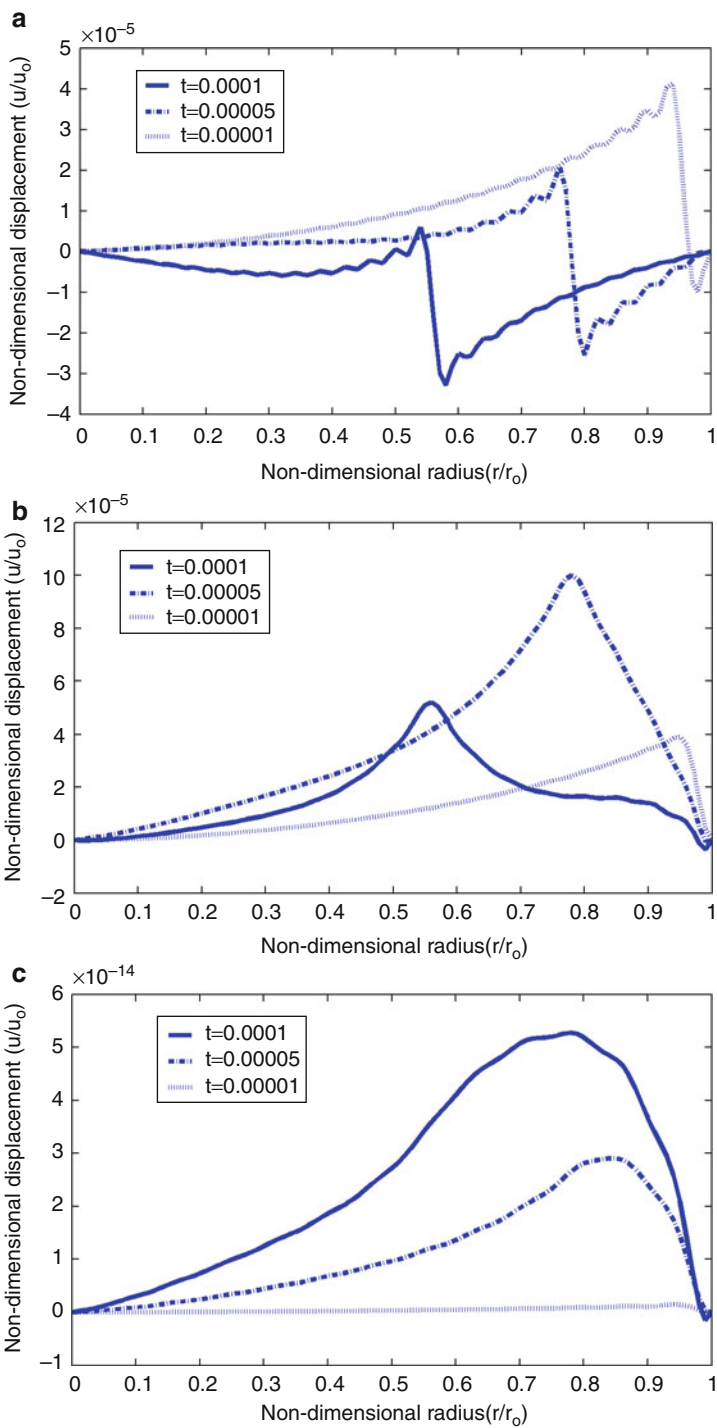 a
×10⁻⁵
Non-dimensional displacement (u/uₒ)
5
4
3
2
1
0
−1
−2
−3
−4
t=0.0001
t=0.00005
t=0.00001
0 0.1 0.2 0.3 0.4 0.5 0.6 0.7 0.8 0.9 1
Non-dimensional radius(r/rₒ)
b
×10⁻⁵
Non-dimensional displacement (u/uₒ)
12
10
8
6
4
2
0
−2
t=0.0001
t=0.00005
t=0.00001
0 0.1 0.2 0.3 0.4 0.5 0.6 0.7 0.8 0.9 1
Non-dimensional radius(r/rₒ)
c
×10⁻¹⁴
Non-dimensional displacement (u/uₒ)
6
5
4
3
2
1
0
−1
t=0.0001
t=0.00005
t=0.00001
0 0.1 0.2 0.3 0.4 0.5 0.6 0.7 0.8 0.9 1
Non-dimensional radius(r/rₒ)